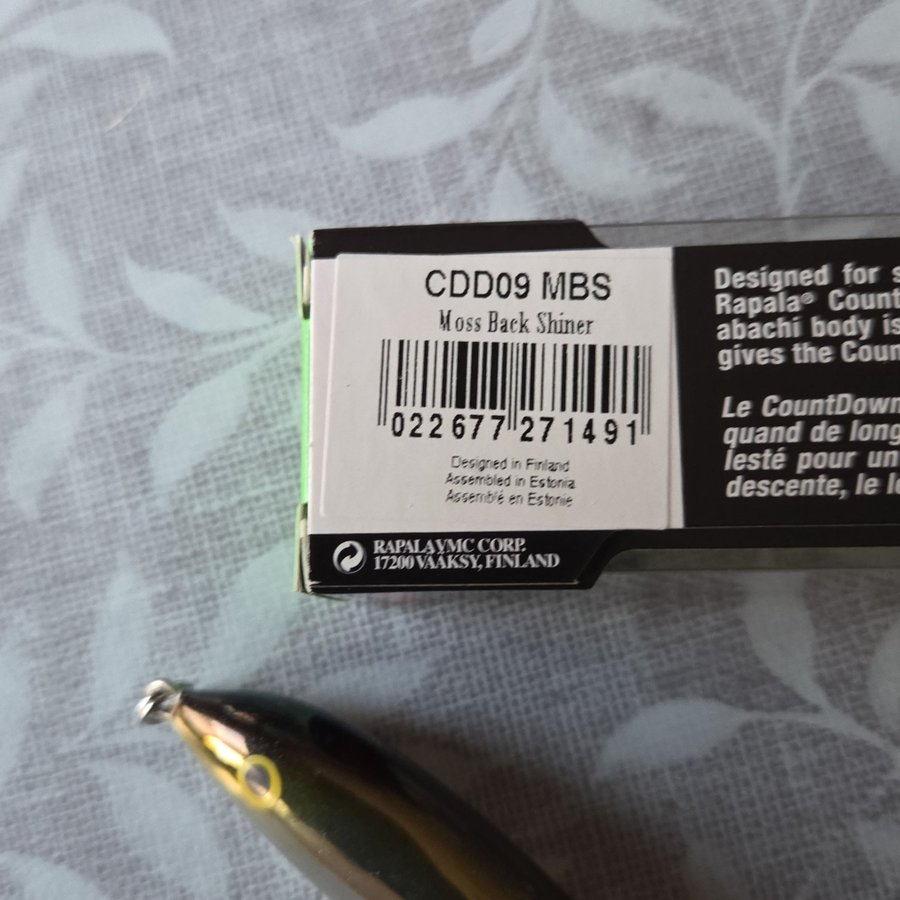 CDD09 MBS
Moss Back Shiner
022677 271491
Designed in Finland
Assembled in Estonia
Assemblé en Estonie
RAPALA VMC CORP.
17200 VÄÄKSY, FINLAND
Designed for
Rapala® Count
abachi body is
gives the Coun
Le CountDown
quand de long
lesté pour un
descente, le